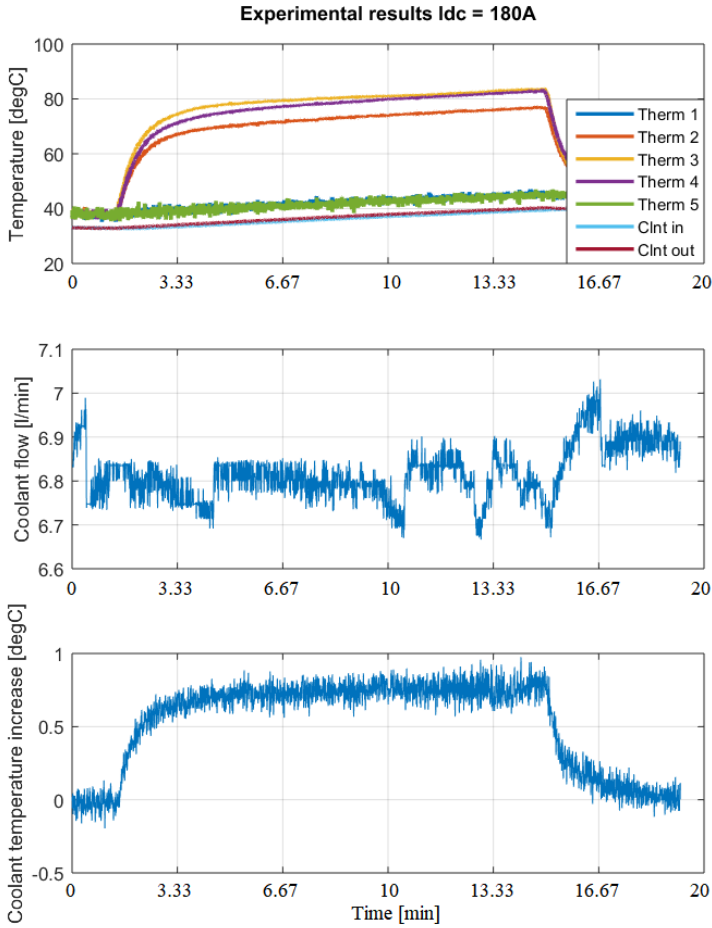 Experimental results Idc = 180A
Temperature [degC]
100
80
60
40
20
Therm 1
Therm 2
Therm 3
Therm 4
Therm 5
Clnt in
Clnt out
0 3.33 6.67 10 13.33 16.67 20
Coolant flow [l/min]
7.1
7
6.9
6.8
6.7
6.6
0 3.33 6.67 10 13.33 16.67 20
Coolant temperature increase [degC]
1
0.5
0
-0.5
0 3.33 6.67 10 13.33 16.67 20
Time [min]